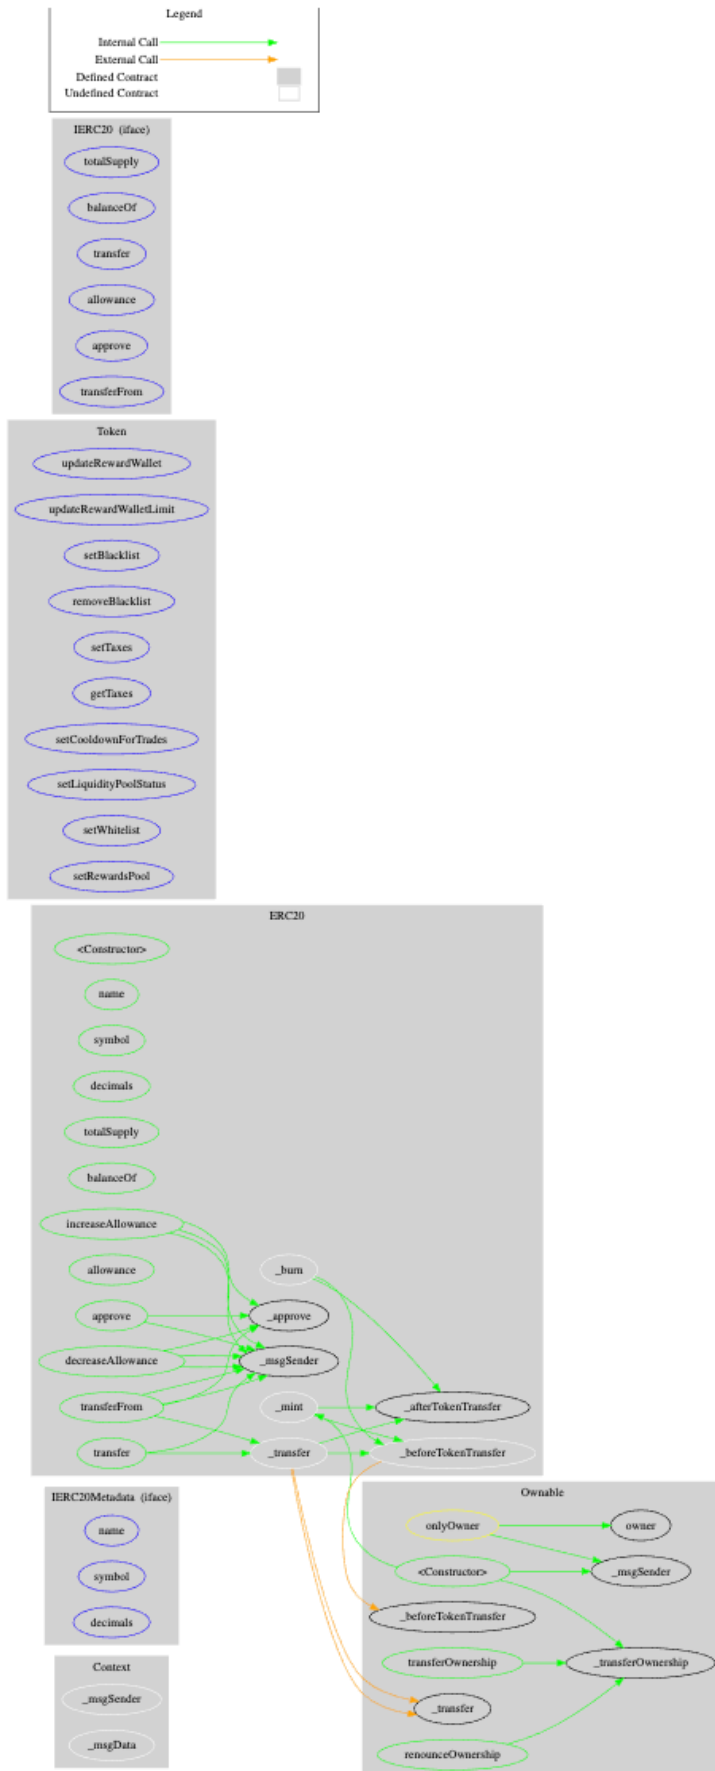 Legend
Internal Call
External Call
Defined Contract
Undefined Contract
IERC20 (iface)
totalSupply
balanceOf
transfer
allowance
approve
transferFrom
Token
updateRewardWallet
updateRewardWalletLimit
setBlacklist
removeBlacklist
setTaxes
getTaxes
setCooldownForTrades
setLiquidityPoolStatus
setWhitelist
setRewardsPool
ERC20
<Constructor>
name
symbol
decimals
totalSupply
balanceOf
increaseAllowance
allowance
_burn
approve
_approve
decreaseAllowance
_msgSender
transferFrom
_mint
_afterTokenTransfer
transfer
_transfer
_beforeTokenTransfer
IERC20Metadata (iface)
name
symbol
decimals
Ownable
onlyOwner
owner
<Constructor>
_msgSender
_beforeTokenTransfer
transferOwnership
_transferOwnership
_transfer
renounceOwnership
Context
_msgSender
_msgData